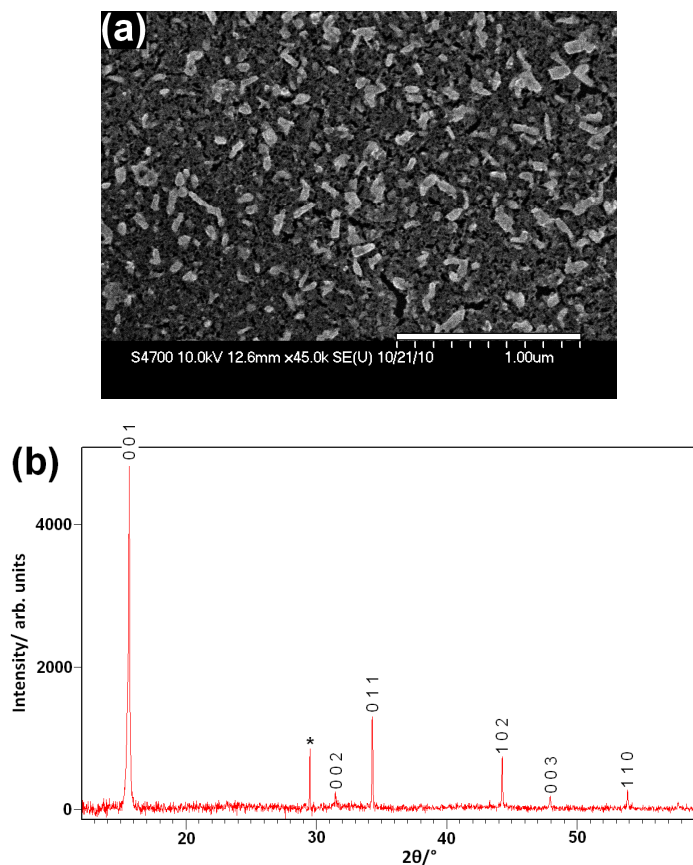 (a)
S4700 10.0kV 12.6mm x45.0k SE(U) 10/21/10
1.00um
(b)
0 0 1
4000
Intensity/ arb. units
2000
*
0 0 2
0 1 1
1 0 2
0 0 3
1 1 0
0
20
30
40
50
2θ/°